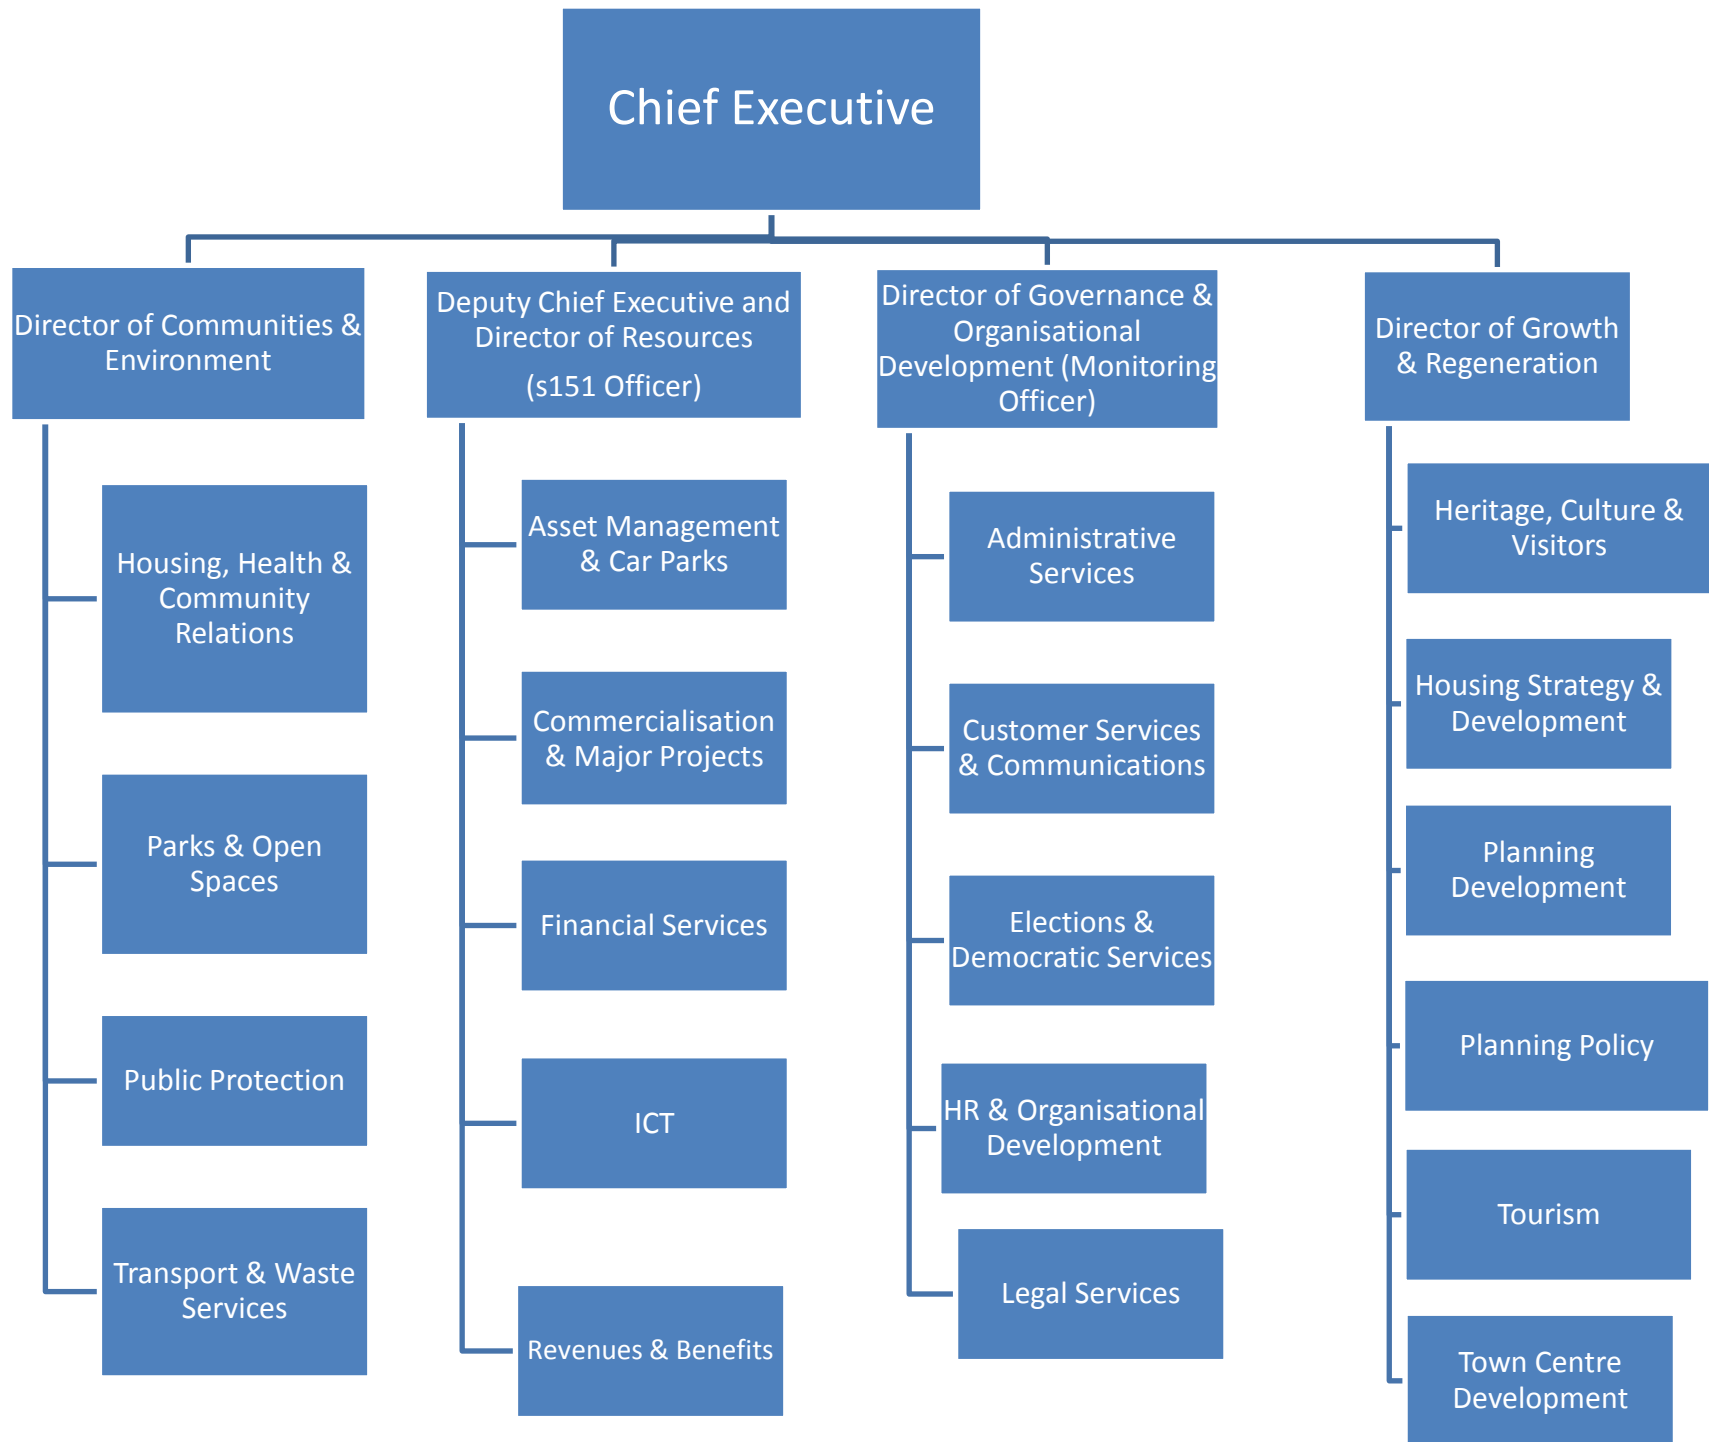 Chief Executive
Director of Communities &
Environment
Deputy Chief Executive and
Director of Resources
(s151 Officer)
Director of Governance &
Organisational
Development (Monitoring
Officer)
Director of Growth
& Regeneration
Housing, Health &
Community
Relations
Parks & Open
Spaces
Public Protection
Transport & Waste
Services
Asset Management
& Car Parks
Commercialisation
& Major Projects
Financial Services
ICT
Revenues & Benefits
Administrative
Services
Customer Services
& Communications
Elections &
Democratic Services
HR & Organisational
Development
Legal Services
Heritage, Culture &
Visitors
Housing Strategy &
Development
Planning
Development
Planning Policy
Tourism
Town Centre
Development